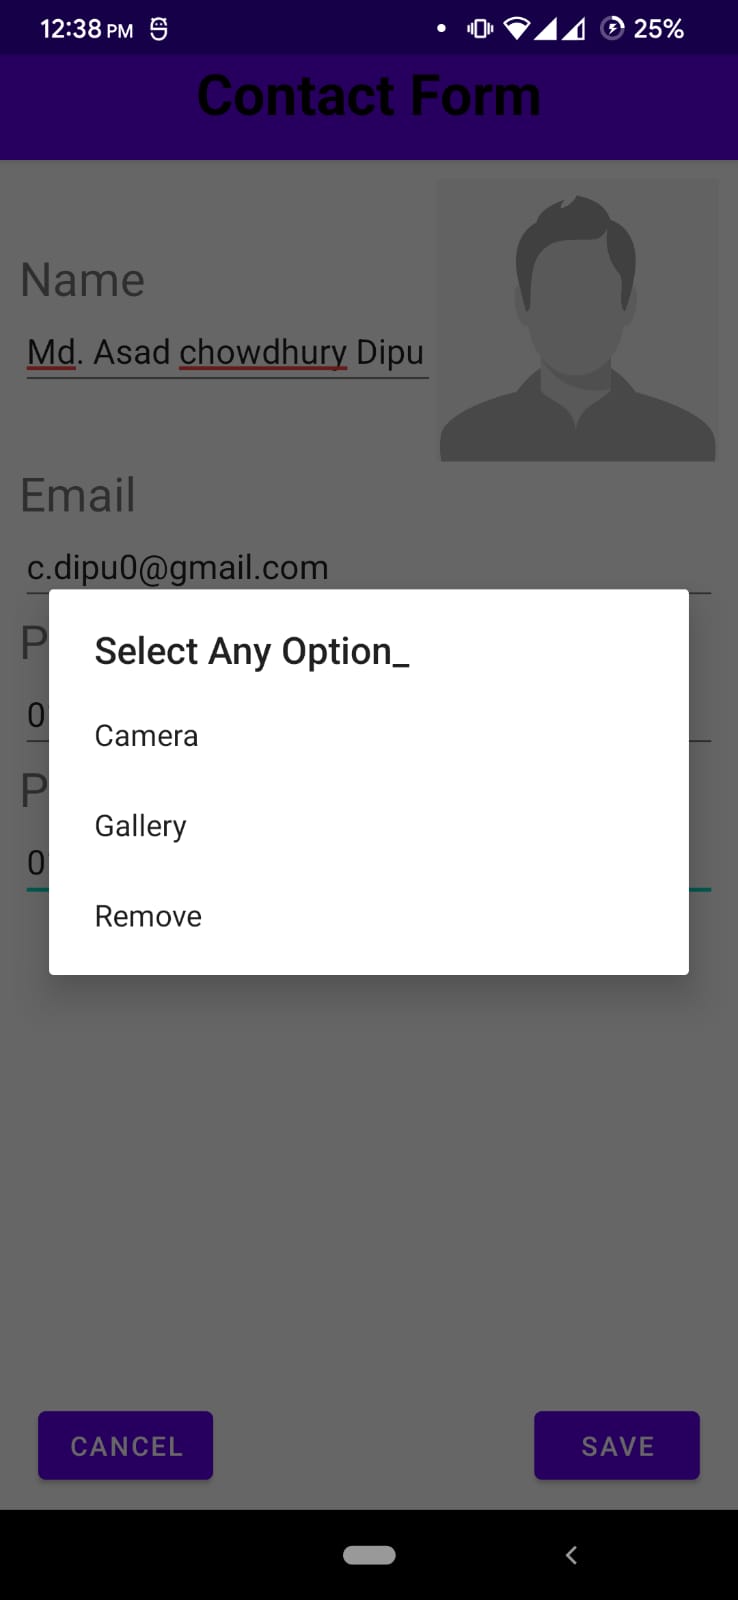 12:38 PM 25%
Contact Form
Name
Md. Asad chowdhury Dipu
Email
c.dipu0@gmail.com
P
Select Any Option_
0
Camera
P
Gallery
0
Remove
CANCEL SAVE